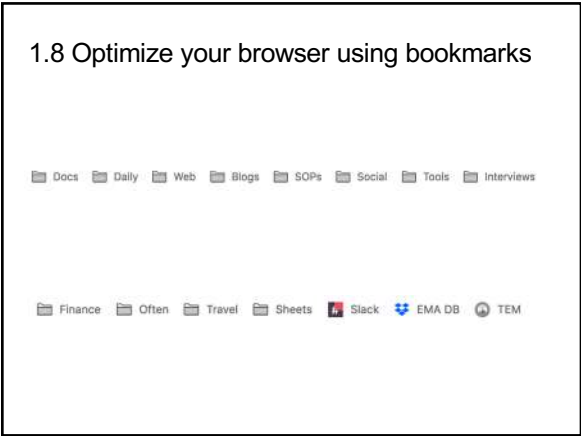 1.8 Optimize your browser using bookmarks
Docs Daily Web Blogs SOPs Social Tools Interviews
Finance Often Travel Sheets Slack EMA DB TEM